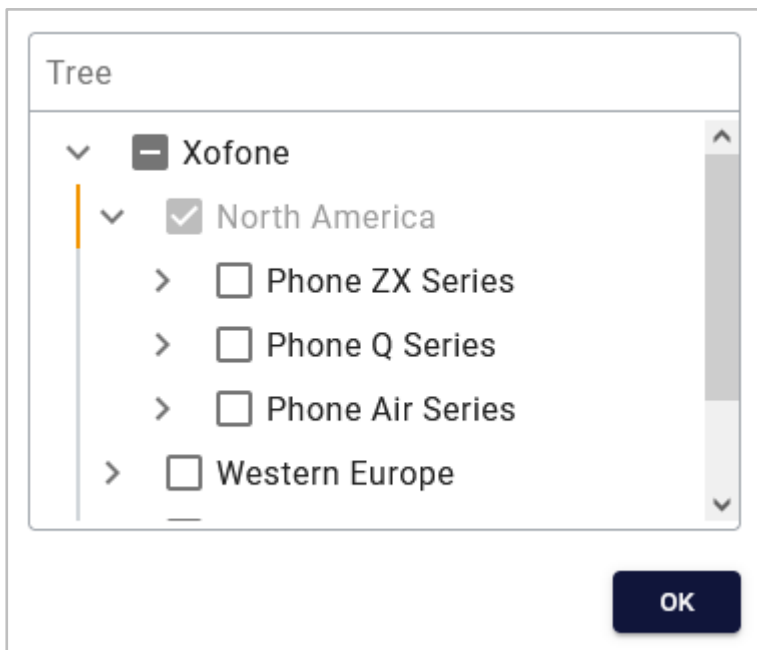 Tree
Xofone
North America
Phone ZX Series
Phone Q Series
Phone Air Series
Western Europe
OK